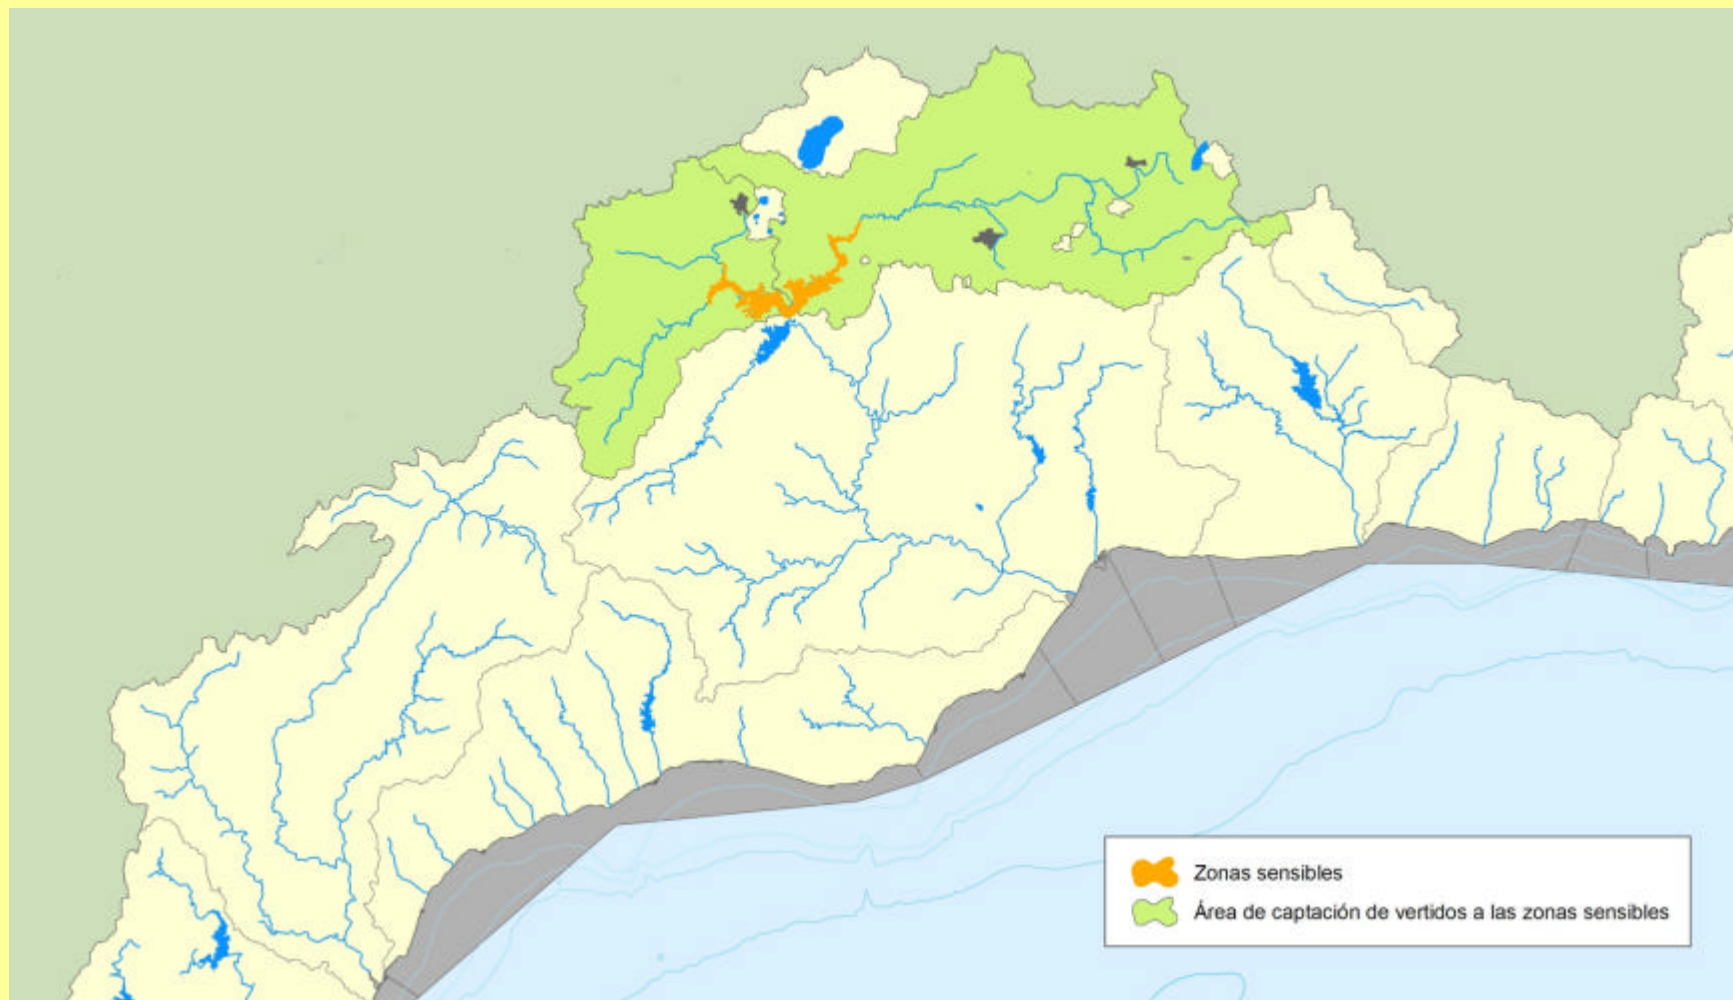 Zonas sensibles
Área de captación de vertidos a las zonas sensibles